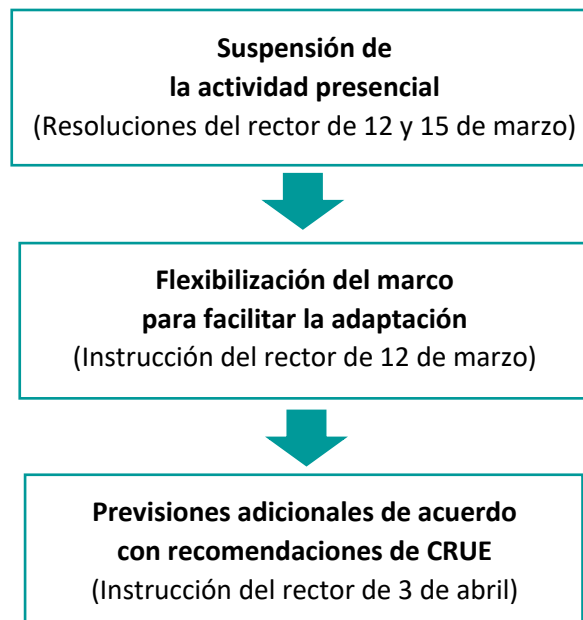 Suspensión de
la actividad presencial
(Resoluciones del rector de 12 y 15 de marzo)
Flexibilización del marco
para facilitar la adaptación
(Instrucción del rector de 12 de marzo)
Previsiones adicionales de acuerdo
con recomendaciones de CRUE
(Instrucción del rector de 3 de abril)